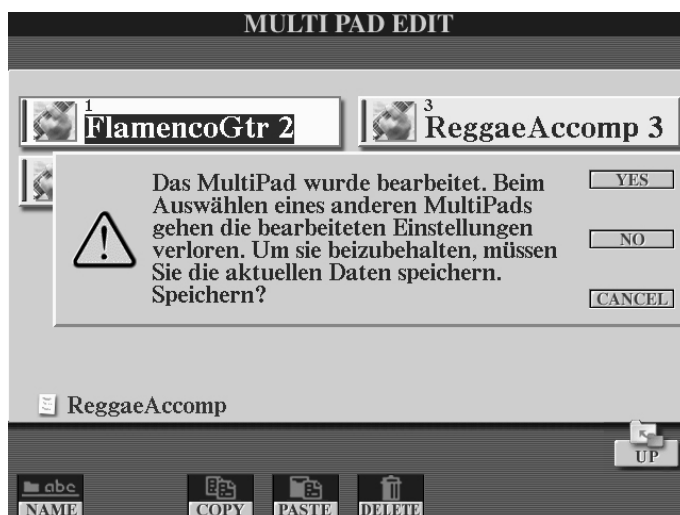 MULTI PAD EDIT
1
FlamencoGtr 2
3
ReggaeAccomp 3
Das MultiPad wurde bearbeitet. Beim
Auswählen eines anderen MultiPads
gehen die bearbeiteten Einstellungen
verloren. Um sie beizubehalten, müssen
Sie die aktuellen Daten speichern.
Speichern?
YES
NO
CANCEL
ReggaeAccomp
UP
abc
NAME
COPY
PASTE
DELETE